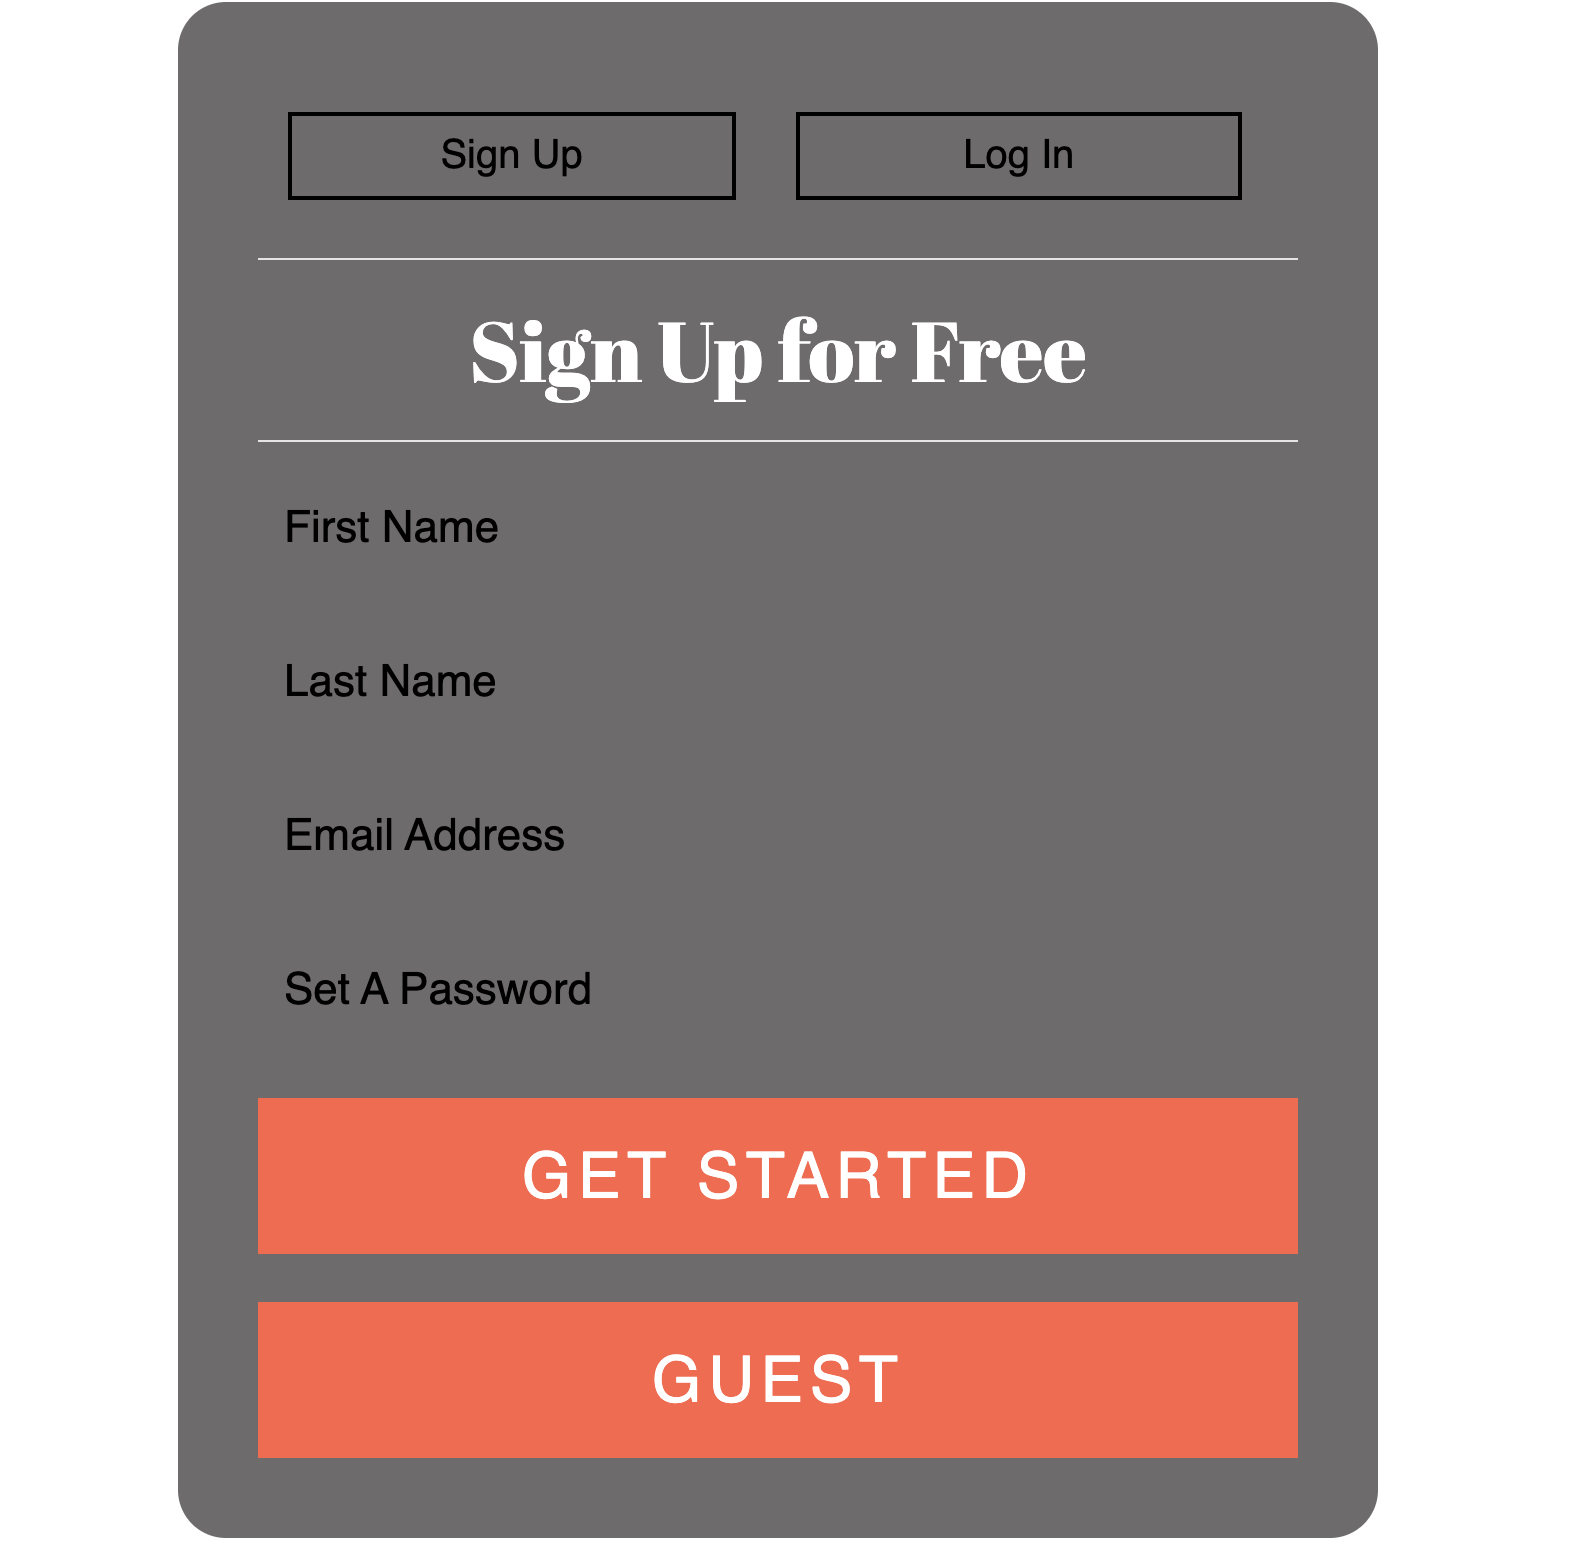 Sign Up
Log In
Sign Up for Free
First Name
Last Name
Email Address
Set A Password
GET STARTED
GUEST